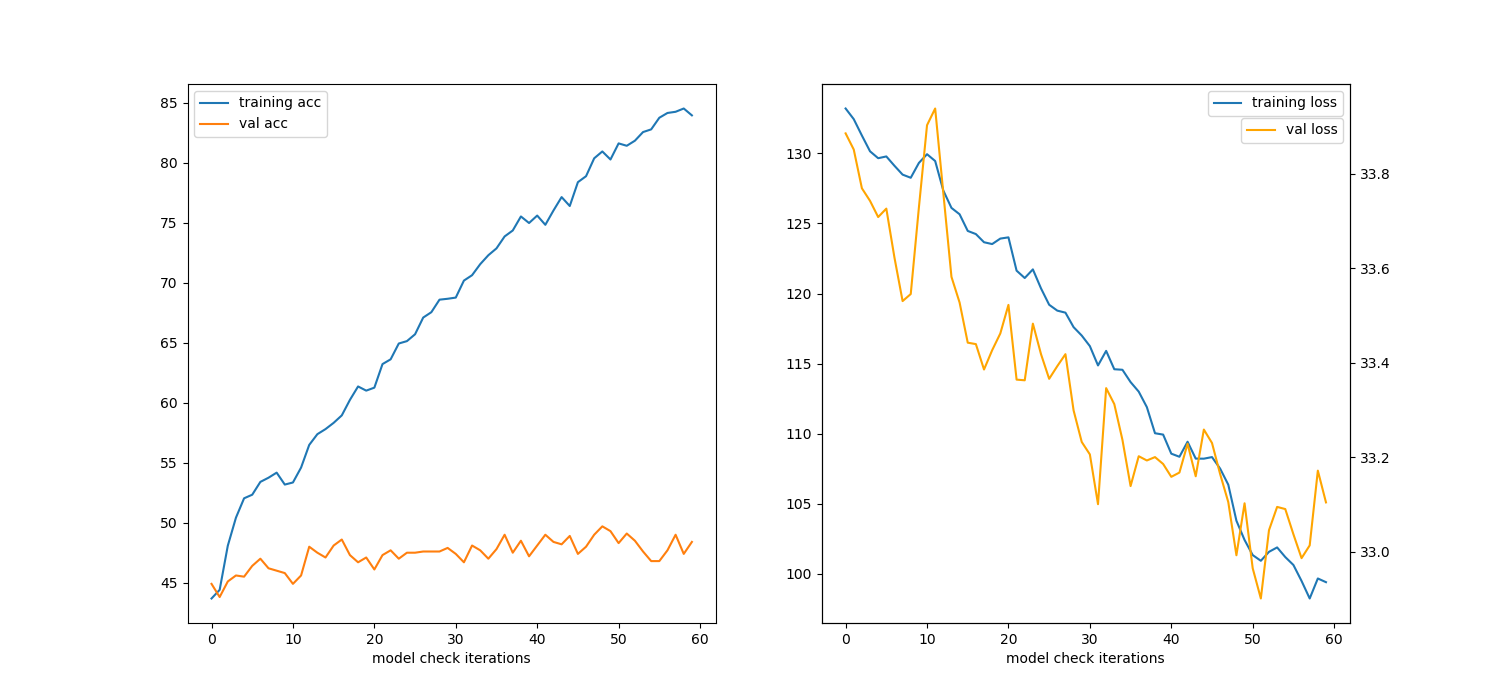 training acc
val acc
85
80
75
70
65
60
55
50
45
0 10 20 30 40 50 60
model check iterations
training loss
val loss
130
125
120
115
110
105
100
33.8
33.6
33.4
33.2
33.0
0 10 20 30 40 50 60
model check iterations